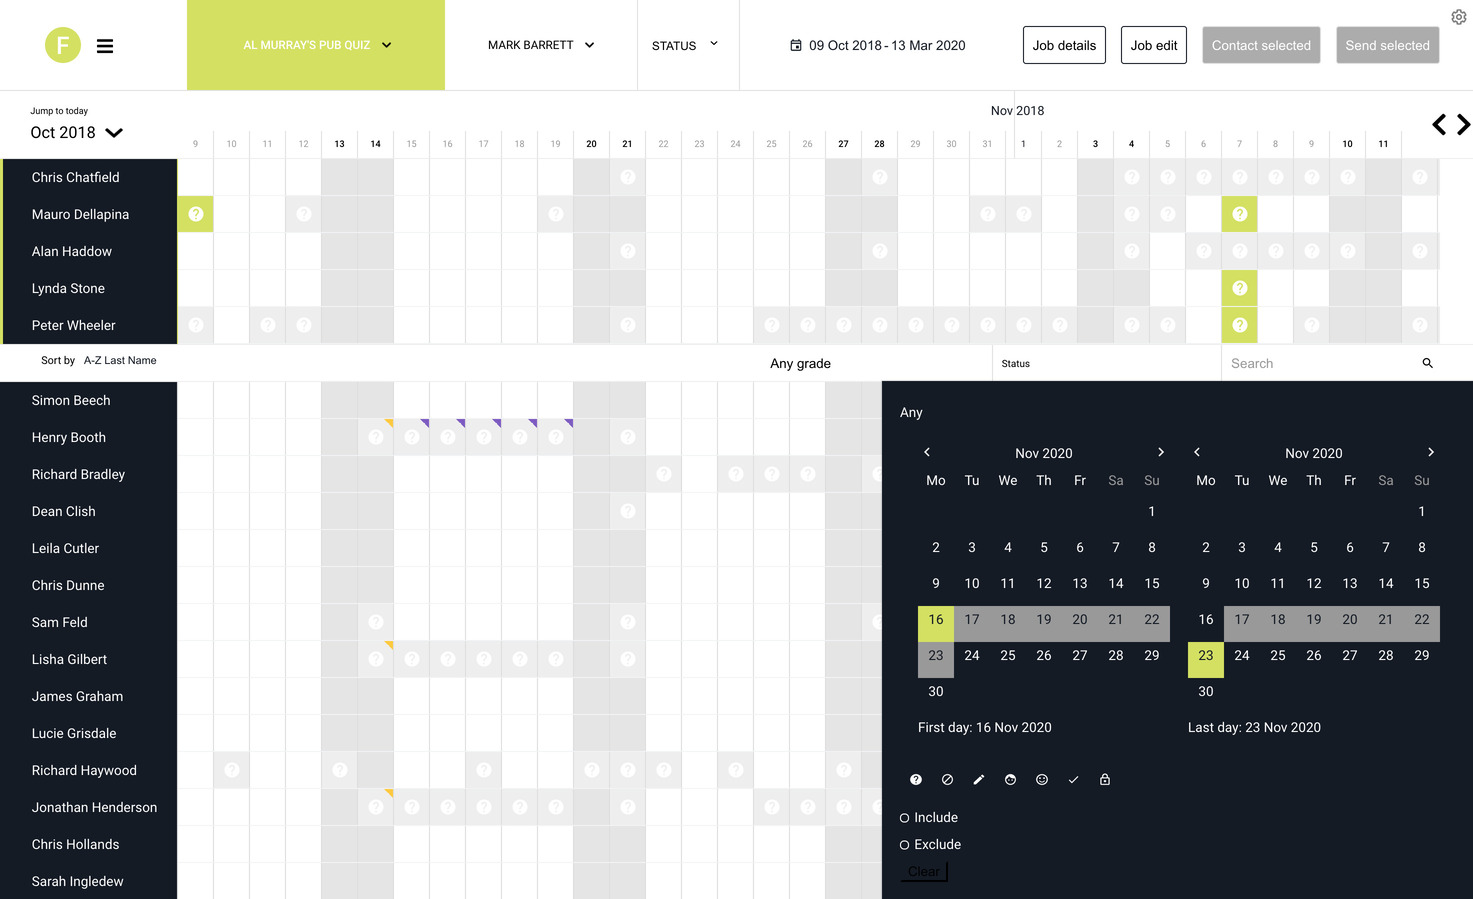 F
AL MURRAY'S PUB QUIZ
MARK BARRETT
STATUS
09 Oct 2018 - 13 Mar 2020
Job details
Job edit
Contact selected
Send selected
Jump to today
Oct 2018
Nov 2018
9 10 11 12 13 14 15 16 17 18 19 20 21 22 23 24 25 26 27 28 29 30 31 1 2 3 4 5 6 7 8 9 10 11
Chris Chatfield
Mauro Dellapina
Alan Haddow
Lynda Stone
Peter Wheeler
Sort by A-Z Last Name
Any grade
Status
Search
Simon Beech
Henry Booth
Richard Bradley
Dean Clish
Leila Cutler
Chris Dunne
Sam Feld
Lisha Gilbert
James Graham
Lucie Grisdale
Richard Haywood
Jonathan Henderson
Chris Hollands
Sarah Ingledew
Any
Nov 2020
Mo Tu We Th Fr Sa Su
1
2 3 4 5 6 7 8
9 10 11 12 13 14 15
16 17 18 19 20 21 22
23 24 25 26 27 28 29
30
First day: 16 Nov 2020
Nov 2020
Mo Tu We Th Fr Sa Su
1
2 3 4 5 6 7 8
9 10 11 12 13 14 15
16 17 18 19 20 21 22
23 24 25 26 27 28 29
30
Last day: 23 Nov 2020
Include
Exclude
Clear